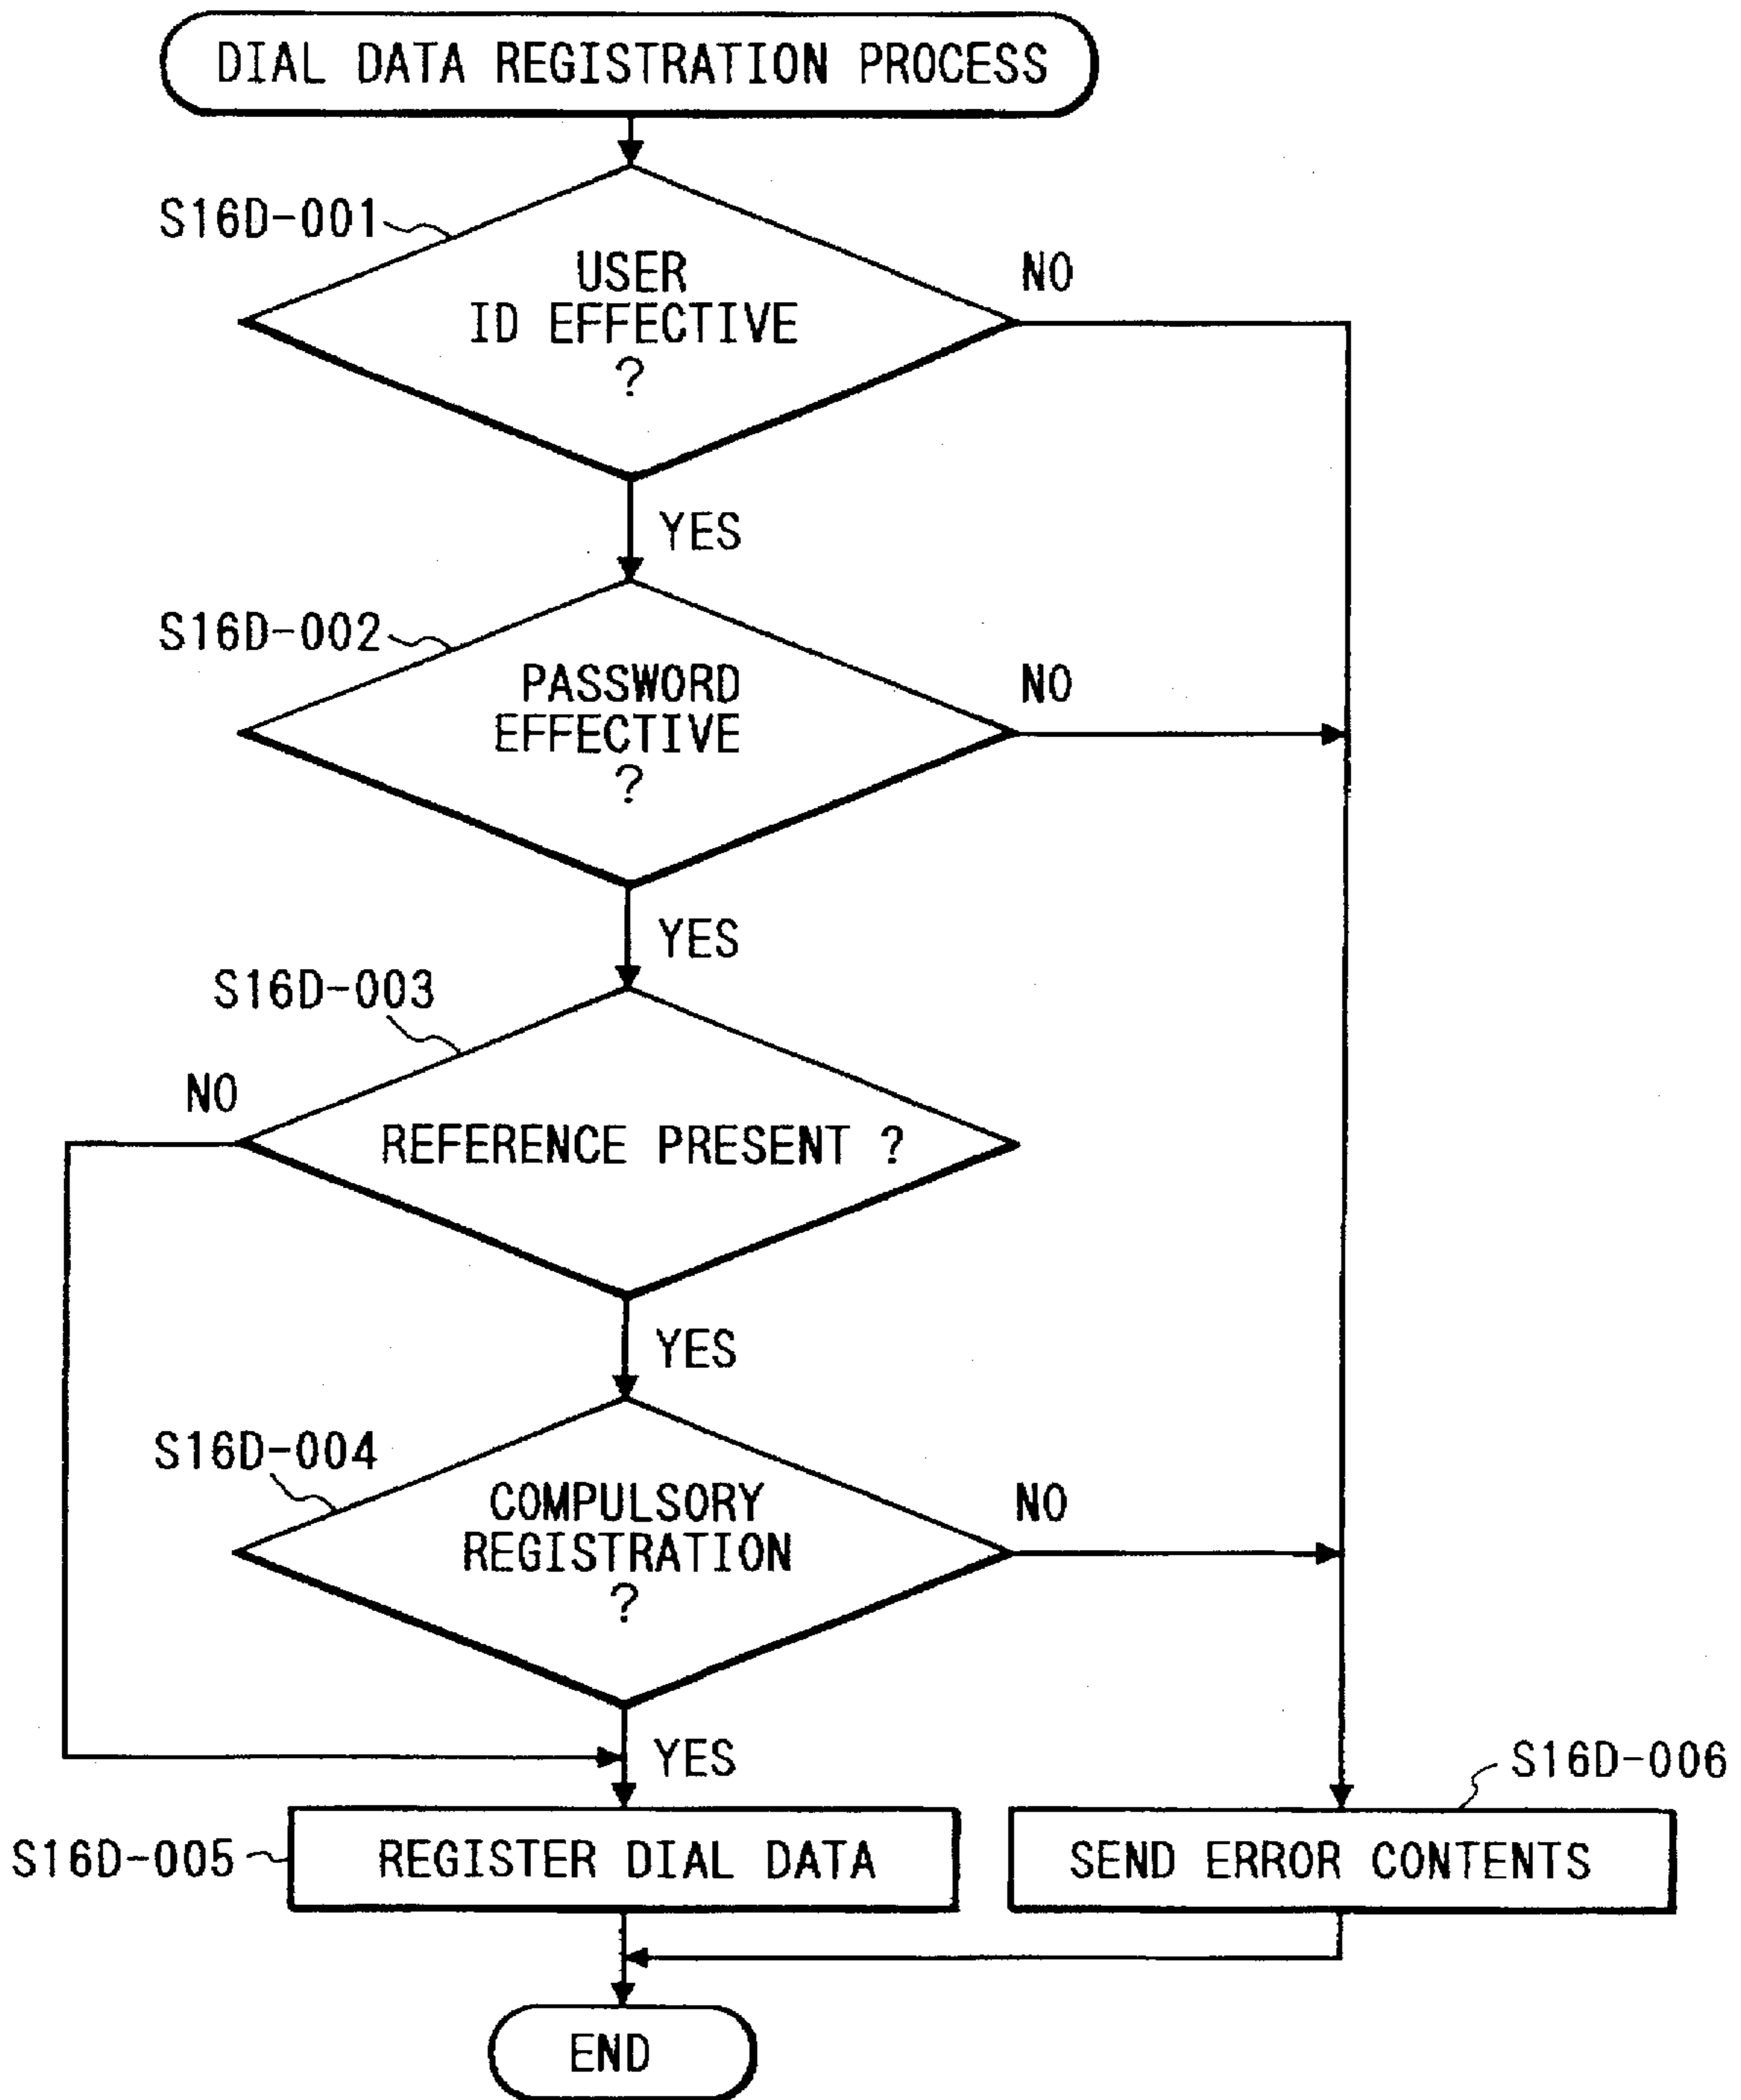 DIAL DATA REGISTRATION PROCESS
S16D-001
USER
ID EFFECTIVE
?
NO
YES
S16D-002
PASSWORD
EFFECTIVE
?
NO
YES
S16D-003
NO
REFERENCE PRESENT ?
YES
S16D-004
COMPULSORY
REGISTRATION
?
NO
YES
S16D-006
S16D-005
REGISTER DIAL DATA
SEND ERROR CONTENTS
END